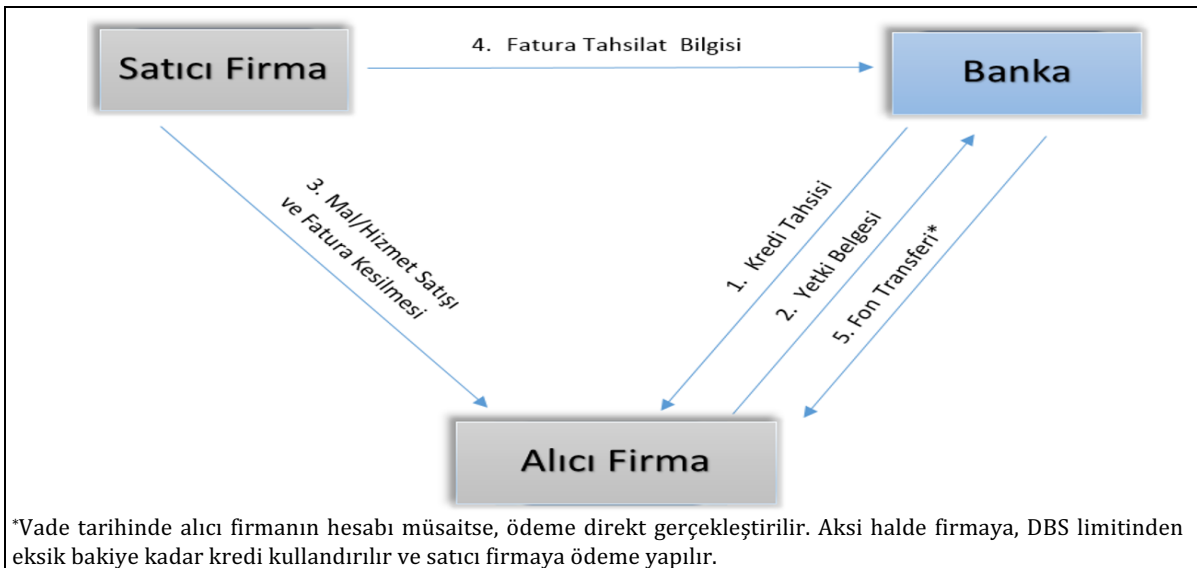 4. Fatura Tahsilat Bilgisi
Satıcı Firma
Banka
3. Mal/Hizmet Satışı
ve Fatura Kesilmesi
1. Kredi Tahsisi
2. Yetki Belgesi
5. Fon Transferi*
Alıcı Firma
*Vade tarihinde alıcı firmanın hesabı müsaitse, ödeme direkt gerçekleştirilir. Aksi halde firmaya, DBS limitinden
eksik bakiye kadar kredi kullandırılır ve satıcı firmaya ödeme yapılır.